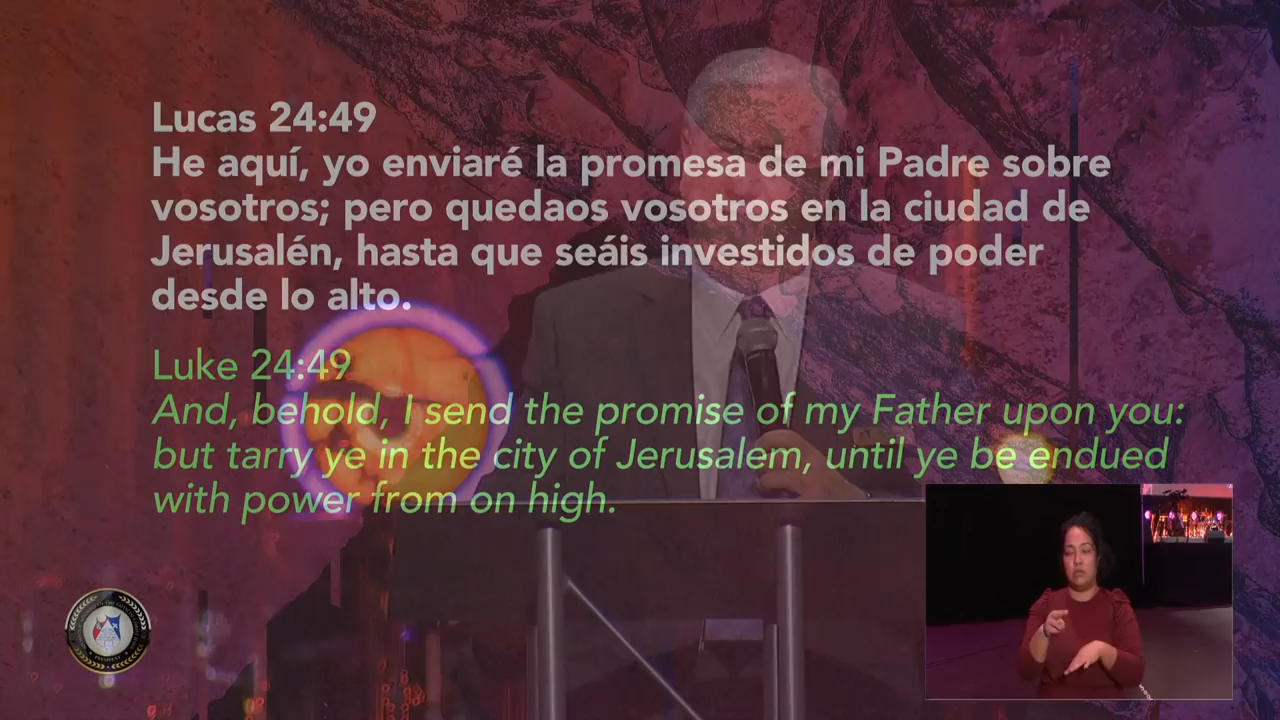 Lucas 24:49
He aquí, yo enviaré la promesa de mi Padre sobre
vosotros; pero quedaos vosotros en la ciudad de
Jerusalén, hasta que seáis investidos de poder
desde lo alto.
Luke 24:49
And, behold, I send the promise of my Father upon you:
but tarry ye in the city of Jerusalem, until ye be endued
with power from on high.